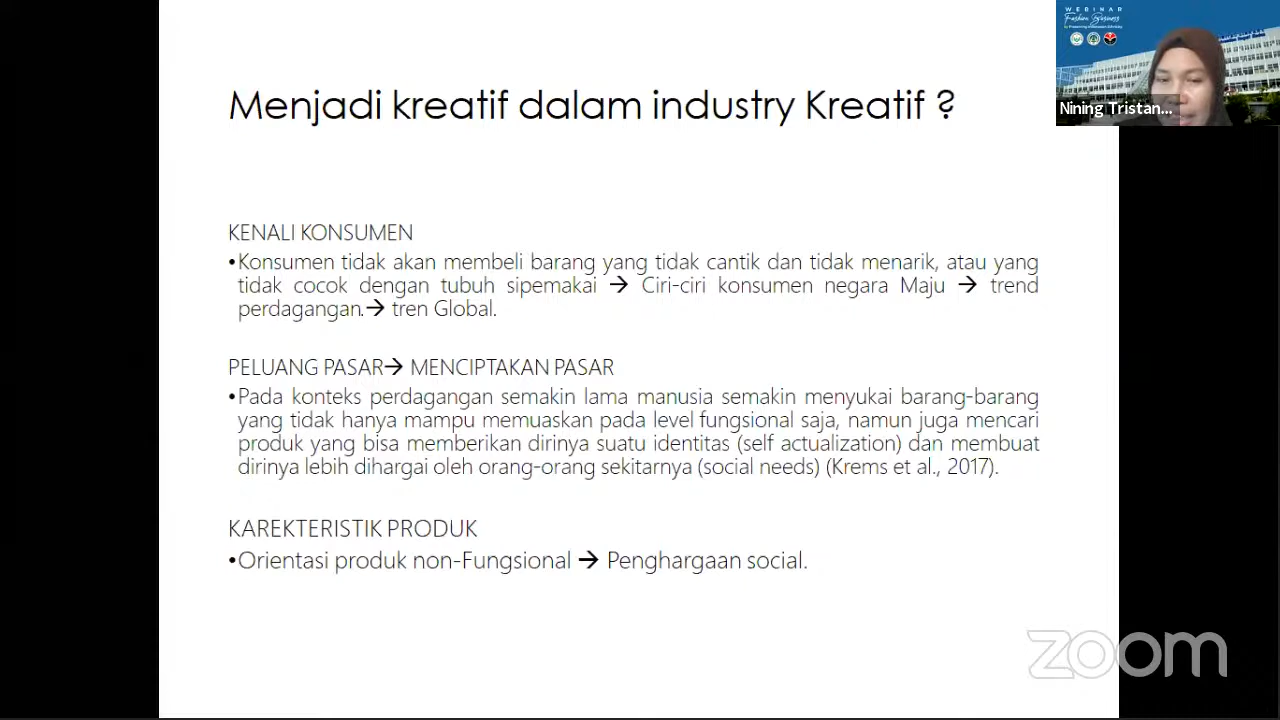 Menjadi kreatif dalam industry Kreatif ?
WEBINAR
Fashion Business
Nining Tristan...
KENALI KONSUMEN
•Konsumen tidak akan membeli barang yang tidak cantik dan tidak menarik, atau yang
tidak cocok dengan tubuh sipemakai → Ciri-ciri konsumen negara Maju → trend
perdagangan.→ tren Global.
PELUANG PASAR→ MENCIPTAKAN PASAR
•Pada konteks perdagangan semakin lama manusia semakin menyukai barang-barang
yang tidak hanya mampu memuaskan pada level fungsional saja, namun juga mencari
produk yang bisa memberikan dirinya suatu identitas (self actualization) dan membuat
dirinya lebih dihargai oleh orang-orang sekitarnya (social needs) (Krems et al., 2017).
KAREKTERISTIK PRODUK
•Orientasi produk non-Fungsional → Penghargaan social.
zoom